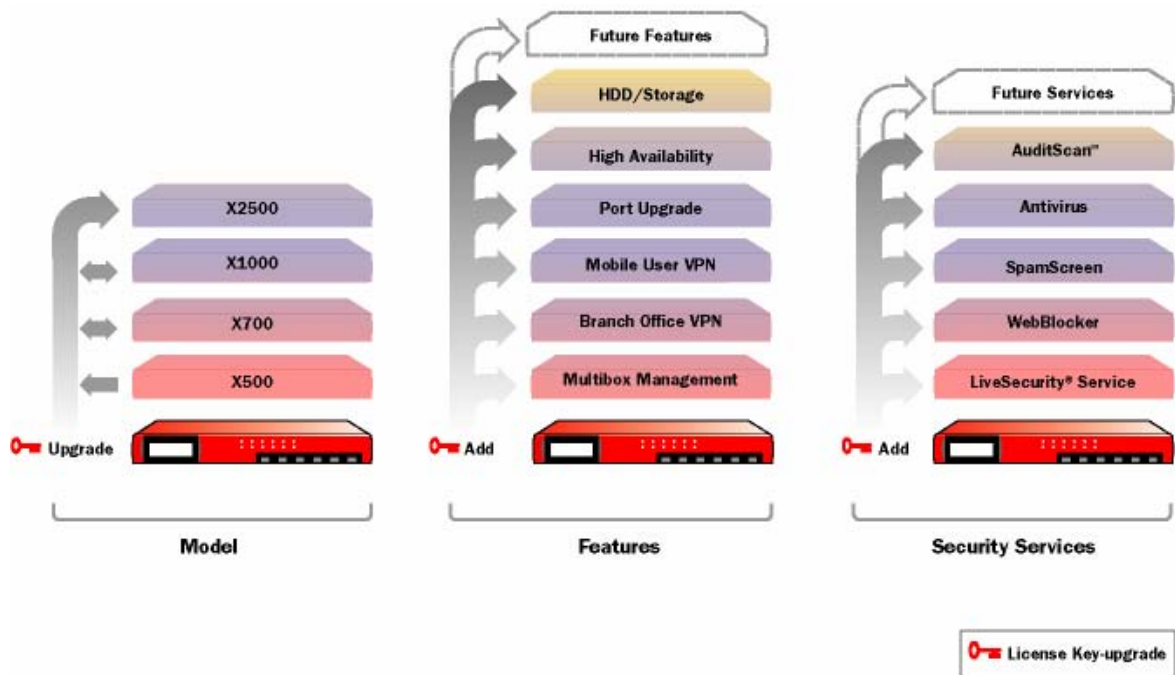 X2500
X1000
X700
X500
Upgrade
Model
Future Features
HDD/Storage
High Availability
Port Upgrade
Mobile User VPN
Branch Office VPN
Multibox Management
Add
Features
Future Services
AuditScan™
Antivirus
SpamScreen
WebBlocker
LiveSecurity® Service
Add
Security Services
License Key-upgrade